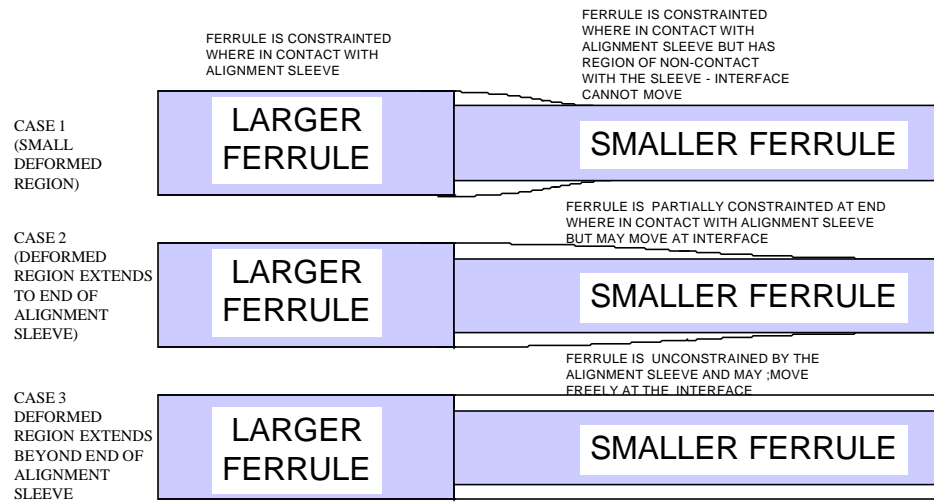 FERRULE IS CONSTRAINTED
WHERE IN CONTACT WITH
ALIGNMENT SLEEVE
FERRULE IS CONSTRAINTED
WHERE IN CONTACT WITH
ALIGNMENT SLEEVE BUT HAS
REGION OF NON-CONTACT
WITH THE SLEEVE - INTERFACE
CANNOT MOVE
CASE 1
(SMALL
DEFORMED
REGION)
LARGER
FERRULE
SMALLER FERRULE
FERRULE IS PARTIALLY CONSTRAINTED AT END
WHERE IN CONTACT WITH ALIGNMENT SLEEVE
BUT MAY MOVE AT INTERFACE
CASE 2
(DEFORMED
REGION EXTENDS
TO END OF
ALIGNMENT
SLEEVE)
LARGER
FERRULE
SMALLER FERRULE
FERRULE IS UNCONSTRAINED BY THE
ALIGNMENT SLEEVE AND MAY ;MOVE
FREELY AT THE INTERFACE
CASE 3
DEFORMED
REGION EXTENDS
BEYOND END OF
ALIGNMENT
SLEEVE
LARGER
FERRULE
SMALLER FERRULE